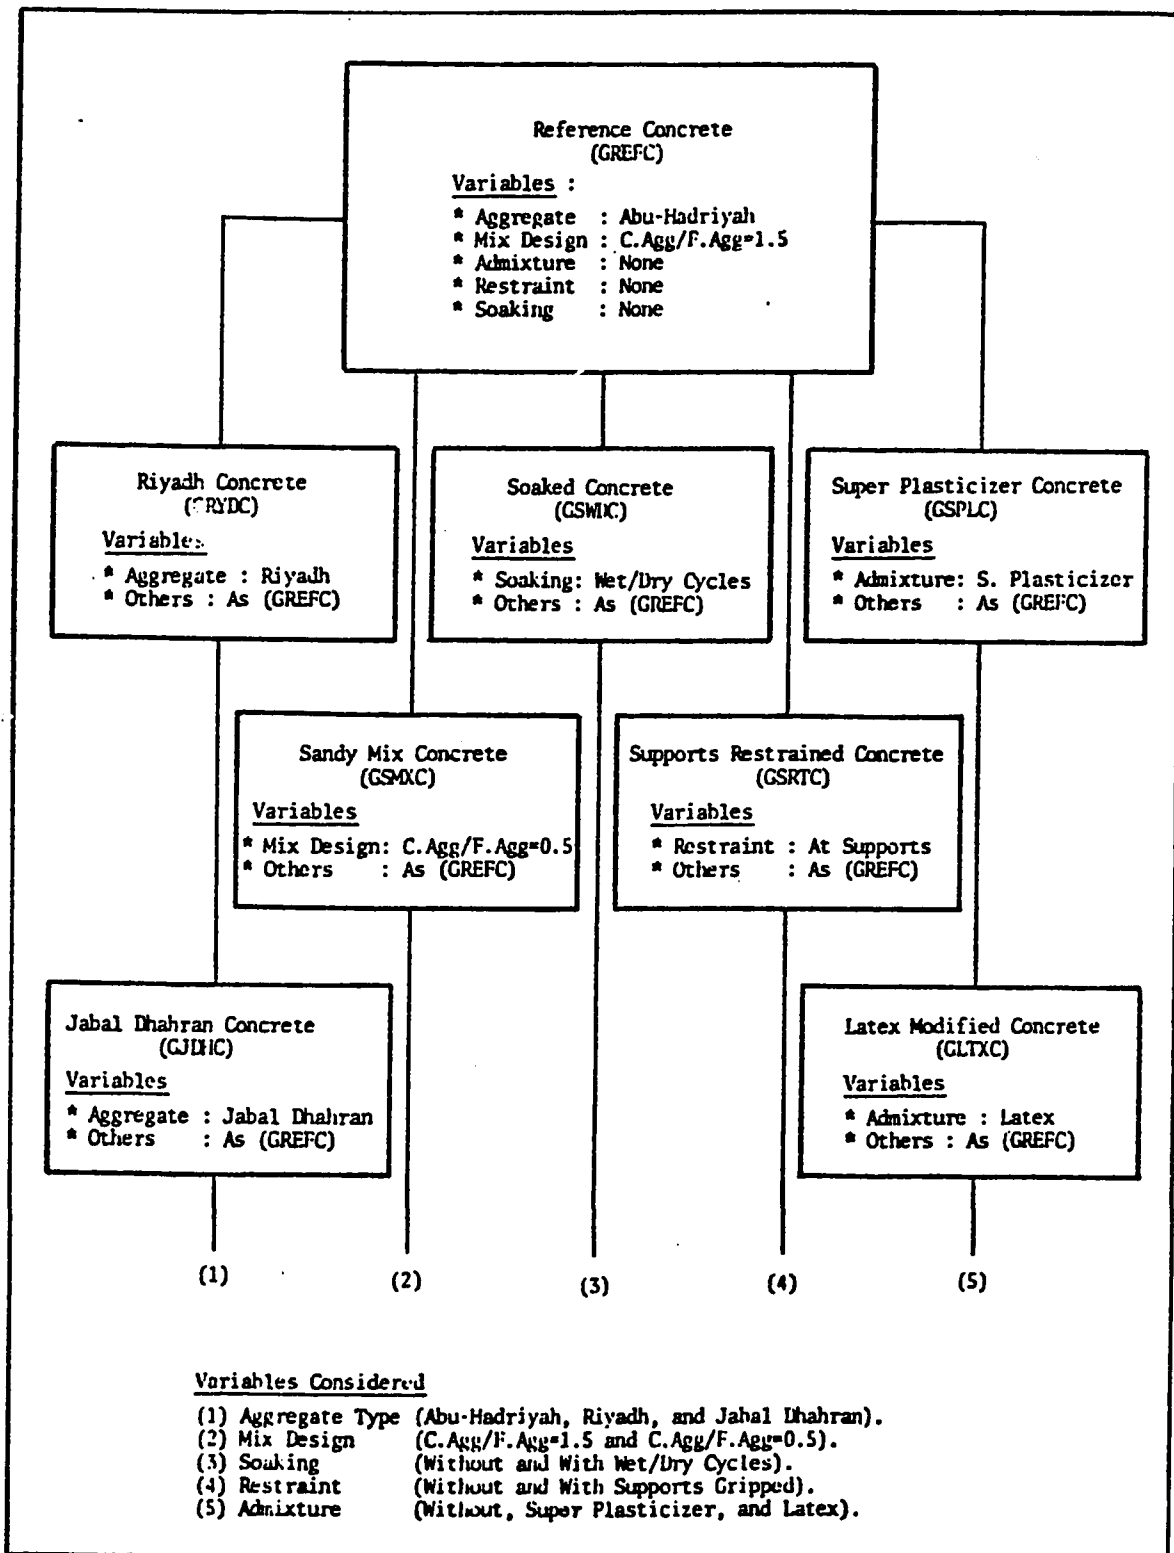 Reference Concrete
(GREFC)
Variables :
* Aggregate : Abu-Hadriyah
* Mix Design : C.Agg/F.Agg=1.5
* Admixture : None
* Restraint : None
* Soaking : None
Riyadh Concrete
Variables
* Aggregate : Riyadh
* Others : As (GREFC)
Soaked Concrete
(GSWDC)
Variables
* Soaking: Wet/Dry Cycles
* Others : As (GREFC)
Super Plasticizer Concrete
(GSPLC)
Variables
* Admixture: S. Plasticizer
* Others : As (GREFC)
Sandy Mix Concrete
(GSMXC)
Variables
* Mix Design: C.Agg/F.Agg=0.5
* Others : As (GREFC)
Supports Restrained Concrete
(GSRTC)
Variables
* Restraint : At Supports
* Others : As (GREFC)
Jabal Dhahran Concrete
(GJDHC)
Variables
* Aggregate : Jabal Dhahran
* Others : As (GREFC)
Latex Modified Concrete
(GLTXC)
Variables
* Admixture : Latex
* Others : As (GREFC)
(1)
(2)
(3)
(4)
(5)
Variables Considered
(1) Aggregate Type (Abu-Hadriyah, Riyadh, and Jabal Dhahran).
(2) Mix Design (C.Agg/F.Agg=1.5 and C.Agg/F.Agg=0.5).
(3) Soaking (Without and With Wet/Dry Cycles).
(4) Restraint (Without and With Supports Gripped).
(5) Admixture (Without, Super Plasticizer, and Latex).